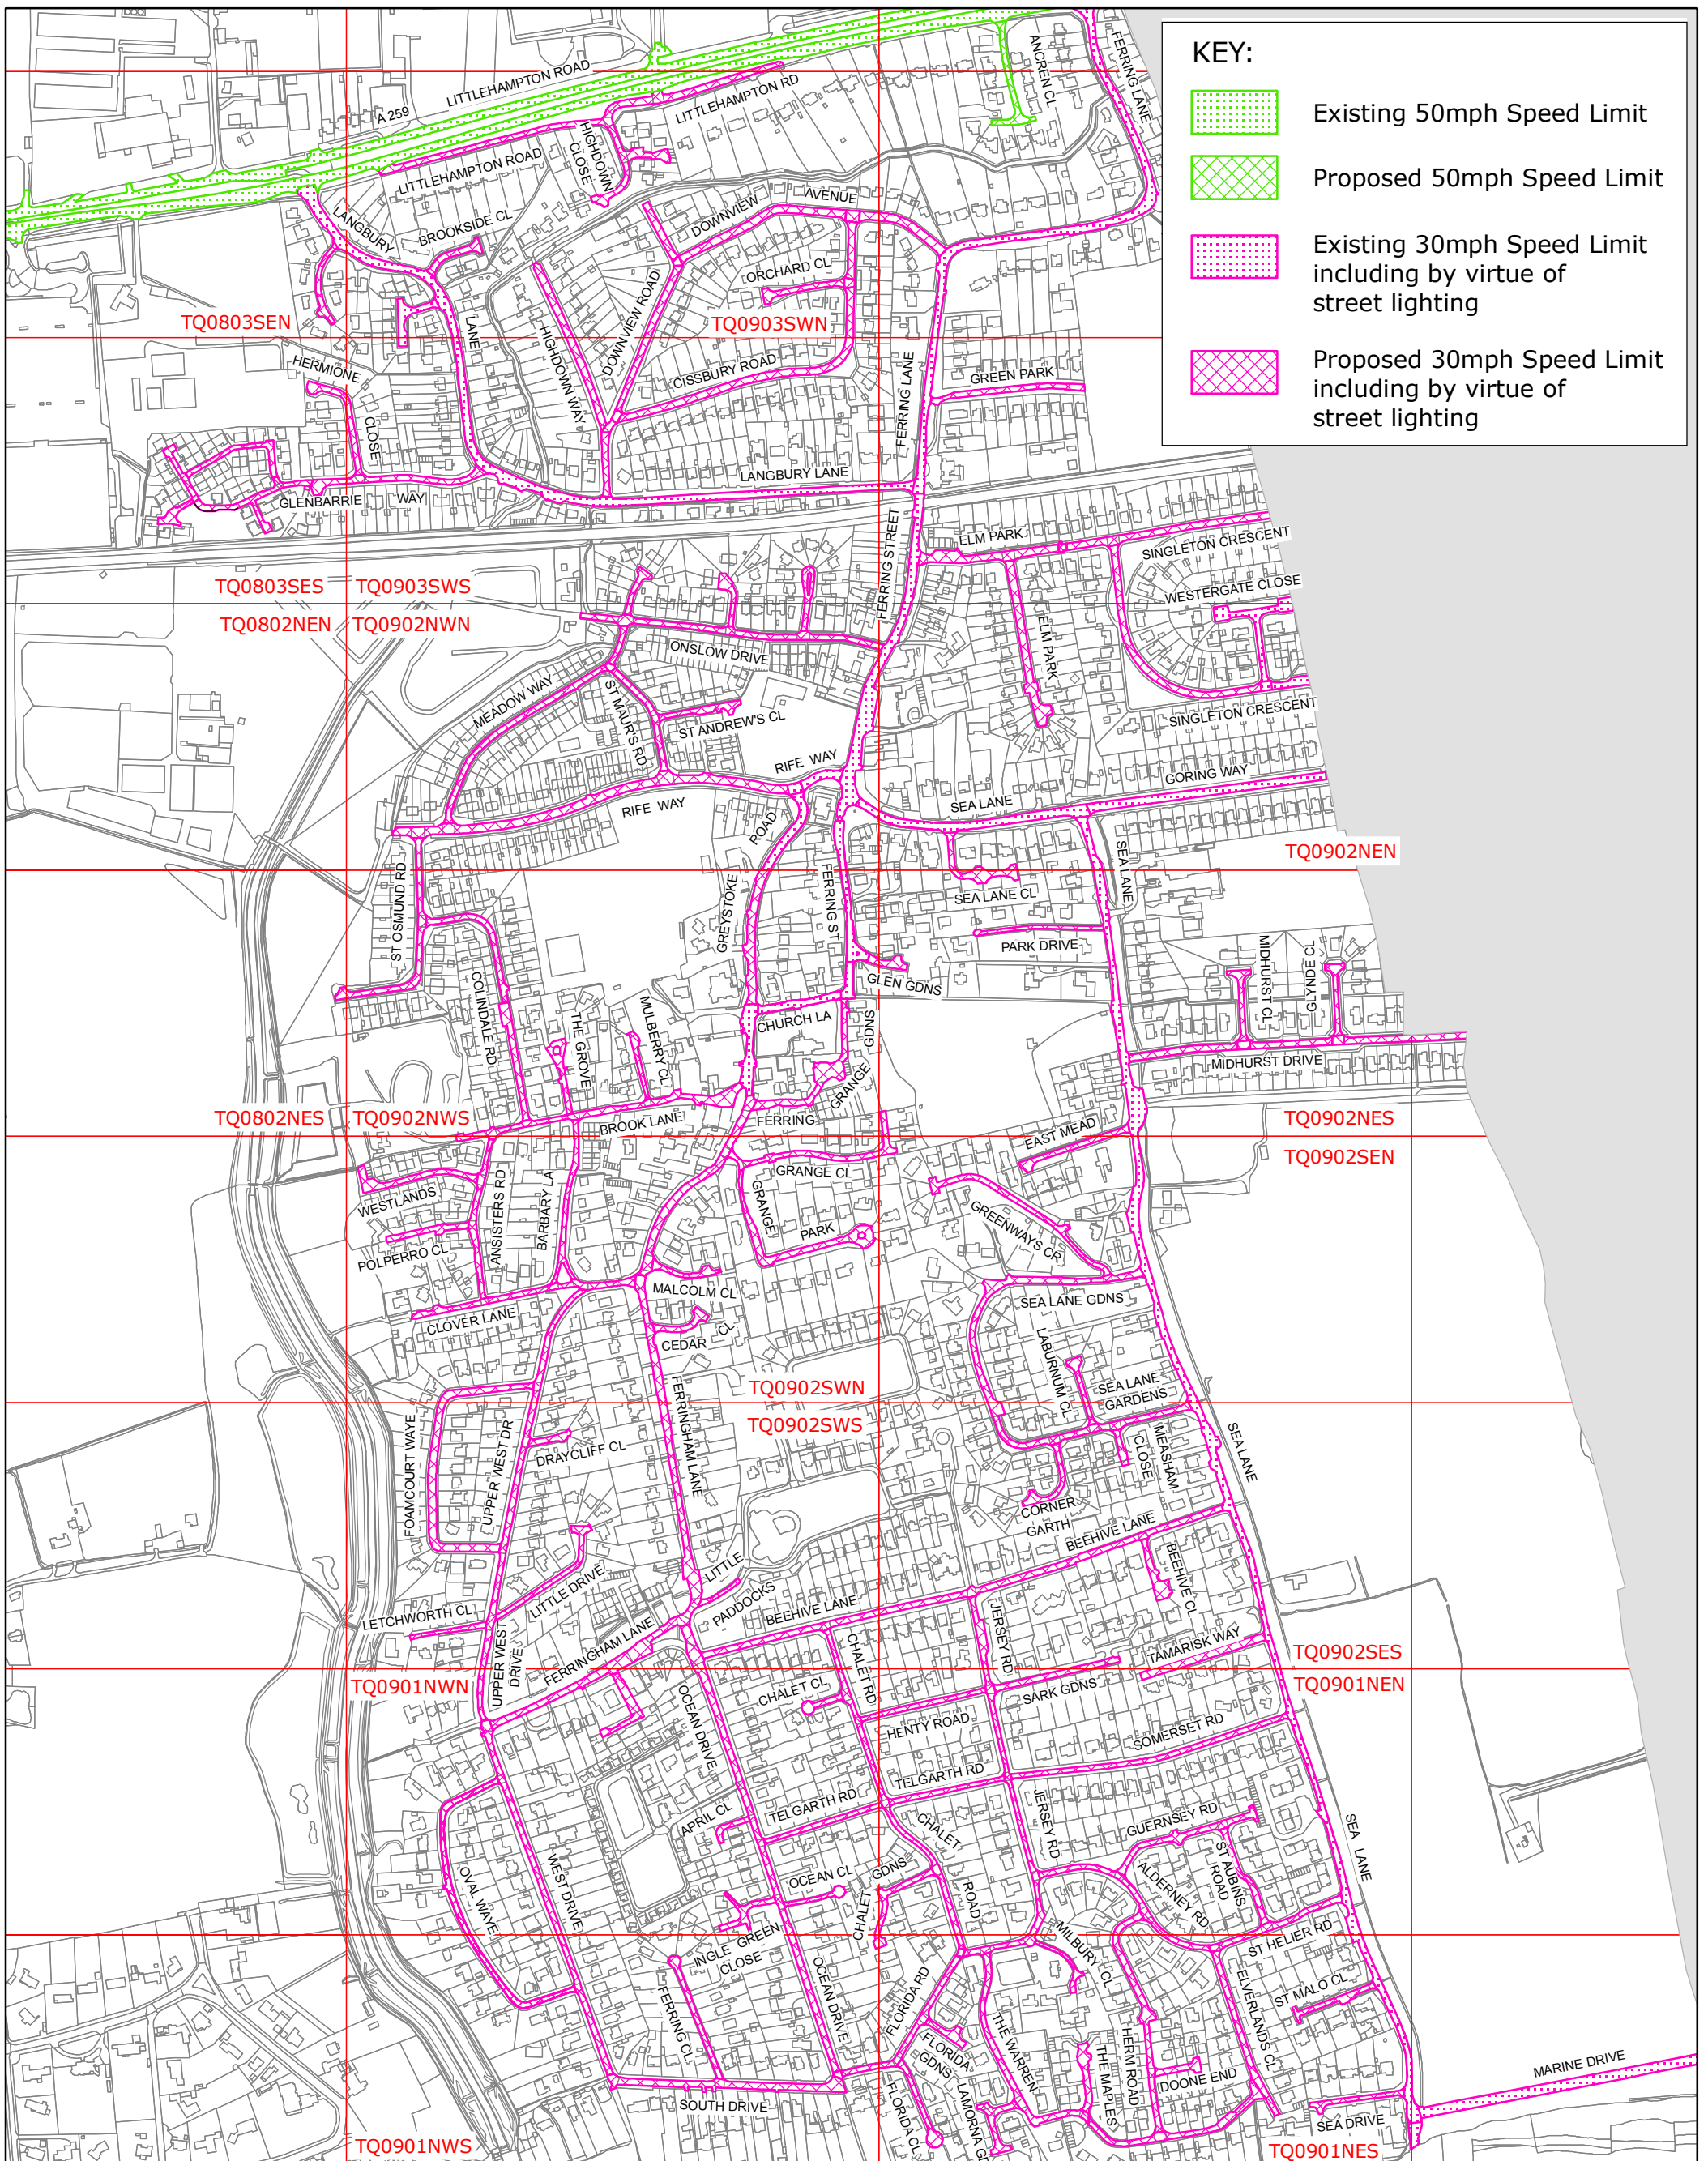 KEY:
Existing 50mph Speed Limit
Proposed 50mph Speed Limit
Existing 30mph Speed Limit
including by virtue of
street lighting
Proposed 30mph Speed Limit
including by virtue of
street lighting
ANCREN CL
FERRING LANE
LITTLEHAMPTON ROAD
A 259
LITTLEHAMPTON RD
HIGHDOWN
CLOSE
LITTLEHAMPTON ROAD
LANGBURY
BROOKSIDE CL
DOWNVIEW
AVENUE
ORCHARD CL
TQ0803SEN
TQ0903SWN
LANE
HIGHDOWN WAY
DOWNVIEW ROAD
HERMIONE
CLOSE
CISSBURY ROAD
FERRING LANE
GREEN PARK
LANGBURY LANE
GLENBARRIE
WAY
FERRING STREET
ELM PARK
SINGLETON CRESCENT
TQ0803SES
TQ0903SWS
WESTERGATE CLOSE
TQ0802NEN
TQ0902NWN
ELM PARK
ONSLOW DRIVE
MEADOW WAY
ST MAUR'S RD
ST ANDREW'S CL
SINGLETON CRESCENT
RIFE WAY
GORING WAY
RIFE WAY
SEA LANE
ROAD
TQ0902NEN
SEA LANE
GREYSTOKE
FERRING ST
SEA LANE CL
ST OSMUND RD
PARK DRIVE
COLINDALE RD
GLEN GDNS
MIDHURST CL
GLYNDE CL
THE GROVE
MULBERRY CL
CHURCH LA
GDNS
MIDHURST DRIVE
GRANGE
TQ0802NES
TQ0902NWS
BROOK LANE
FERRING
TQ0902NES
EAST MEAD
TQ0902SEN
GRANGE CL
WESTLANDS
ANSISTERS RD
BARBARY LA
GRANGE
PARK
GREENWAYS CR
POLPERRO CL
MALCOLM CL
SEA LANE GDNS
CLOVER LANE
CEDAR
CL
LABURNUM CL
TQ0902SWN
SEA LANE
GARDENS
TQ0902SWS
FOAMCOURT WAYE
UPPER WEST DR
DRAYCLIFF CL
FERRINGHAM LANE
CLOSE
MEASHAM
SEA LANE
CORNER
GARTH
BEEHIVE LANE
LITTLE
PADDOCKS
BEEHIVE CL
LITTLE DRIVE
LETCHWORTH CL
BEEHIVE LANE
JERSEY RD
FERRINGHAM LANE
UPPER WEST
DRIVE
CHALET RD
TAMARISK WAY
TQ0902SES
TQ0901NWN
TQ0901NEN
OCEAN DRIVE
CHALET CL
SARK GDNS
HENTY ROAD
SOMERSET RD
TELGARTH RD
TELGARTH RD
APRIL CL
JERSEY RD
GUERNSEY RD
CHALET
ROAD
SEA LANE
OVAL WAYE
WEST DRIVE
OCEAN CL
CHALET
GDNS
ALDERNEY RD
ST AUBINS
ROAD
INGLE GREEN
CLOSE
MILBURY CL
ST HELIER RD
FERRING CL
OCEAN DRIVE
FLORIDA RD
ELVERLANDS CL
ST MALO CL
THE WARREN
FLORIDA
GDNS
THE MAPLES
HERM ROAD
DOONE END
MARINE DRIVE
SOUTH DRIVE
FLORIDA CL
SEA DRIVE
TQ0901NWS
TQ0901NES